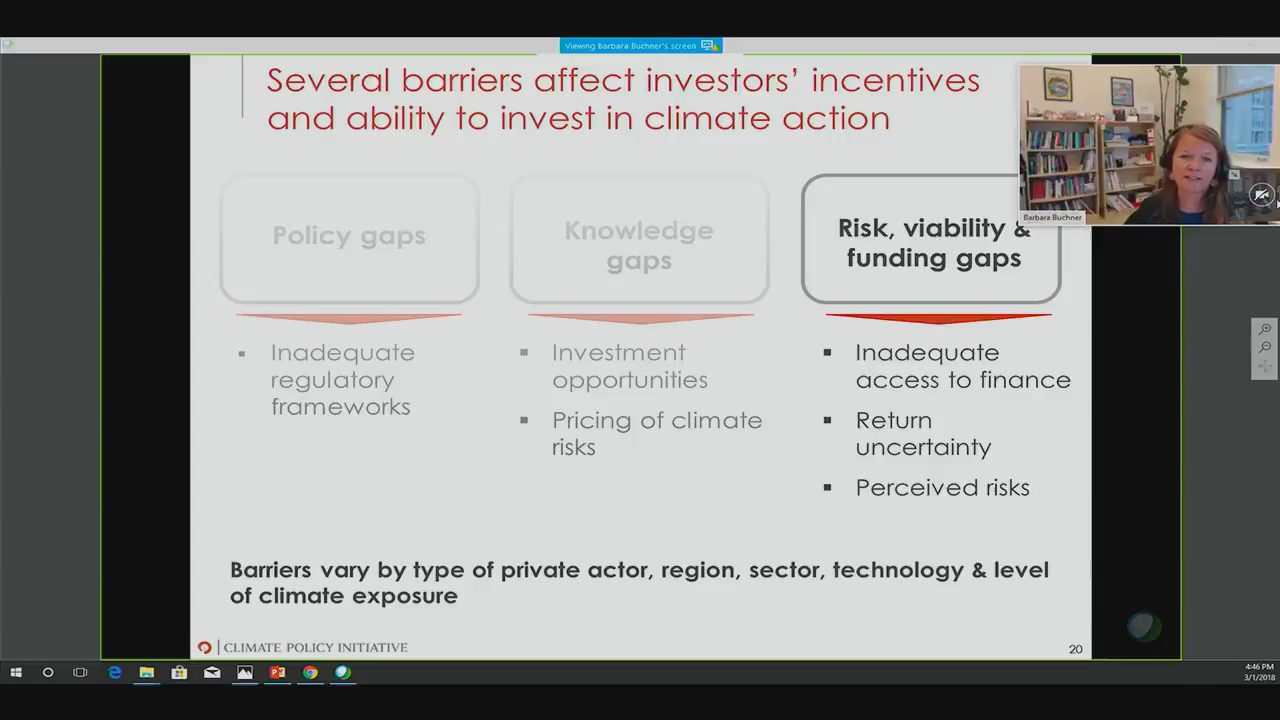 Viewing Barbara Buchner's screen
Several barriers affect investors' incentives
and ability to invest in climate action
Barbara Buchner
Policy gaps
Knowledge
gaps
Risk, viability &
funding gaps
▪ Inadequate
regulatory
frameworks
▪ Investment
opportunities
▪ Pricing of climate
risks
▪ Inadequate
access to finance
▪ Return
uncertainty
▪ Perceived risks
Barriers vary by type of private actor, region, sector, technology & level
of climate exposure
CLIMATE POLICY INITIATIVE
20
4:46 PM
3/1/2018